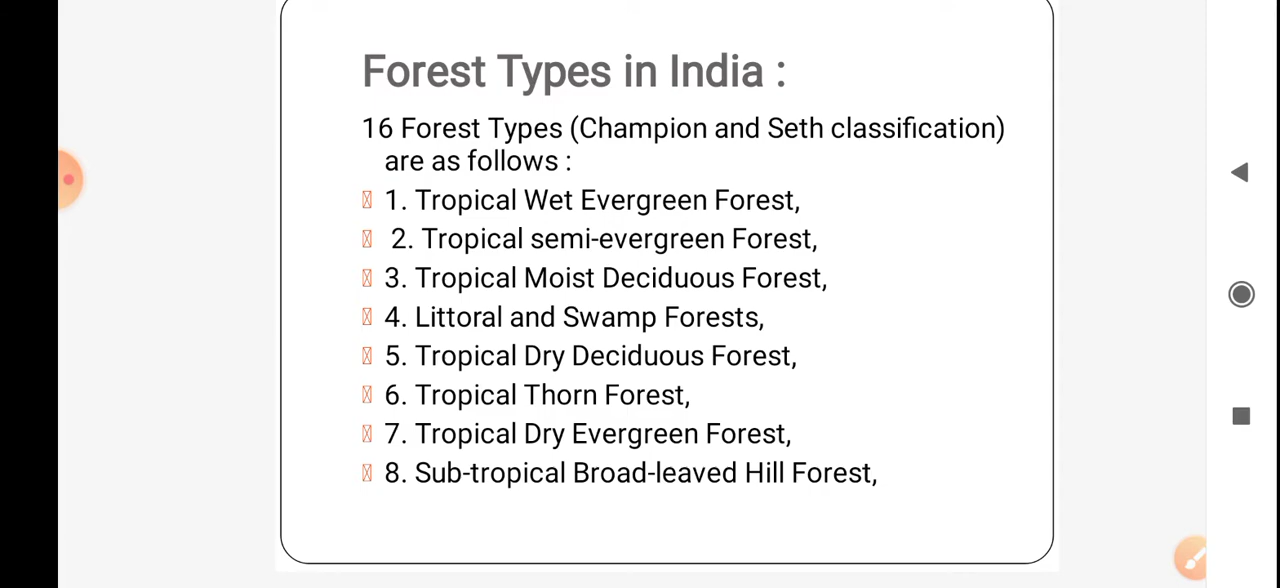 Forest Types in India :
16 Forest Types (Champion and Seth classification)
are as follows :
1. Tropical Wet Evergreen Forest,
2. Tropical semi-evergreen Forest,
3. Tropical Moist Deciduous Forest,
4. Littoral and Swamp Forests,
5. Tropical Dry Deciduous Forest,
6. Tropical Thorn Forest,
7. Tropical Dry Evergreen Forest,
8. Sub-tropical Broad-leaved Hill Forest,